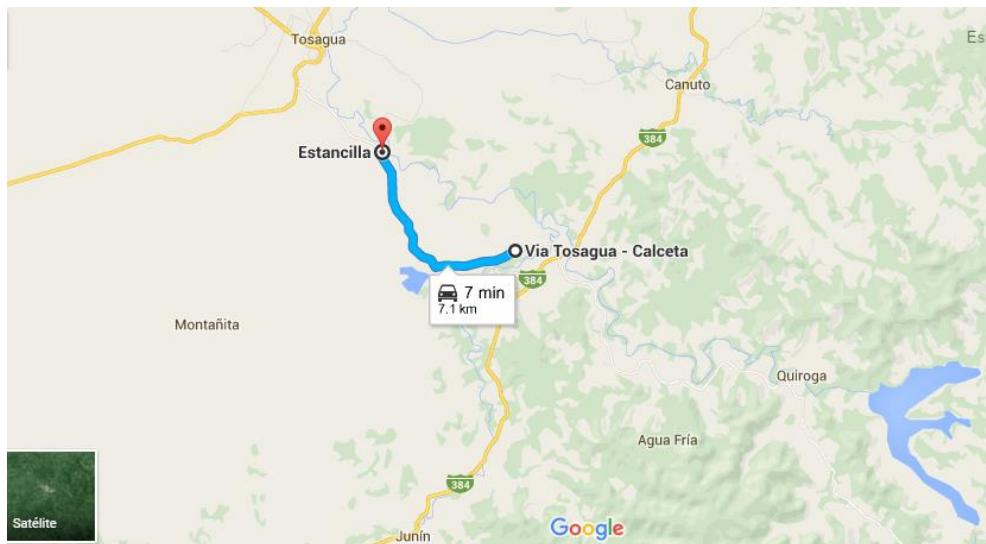 Tosagua
Es
Canuto
384
Estancilla
Via Tosagua - Calceta
384
7 min
7.1 km
Montañita
Quiroga
Agua Fría
384
Satélite
Google
Junín